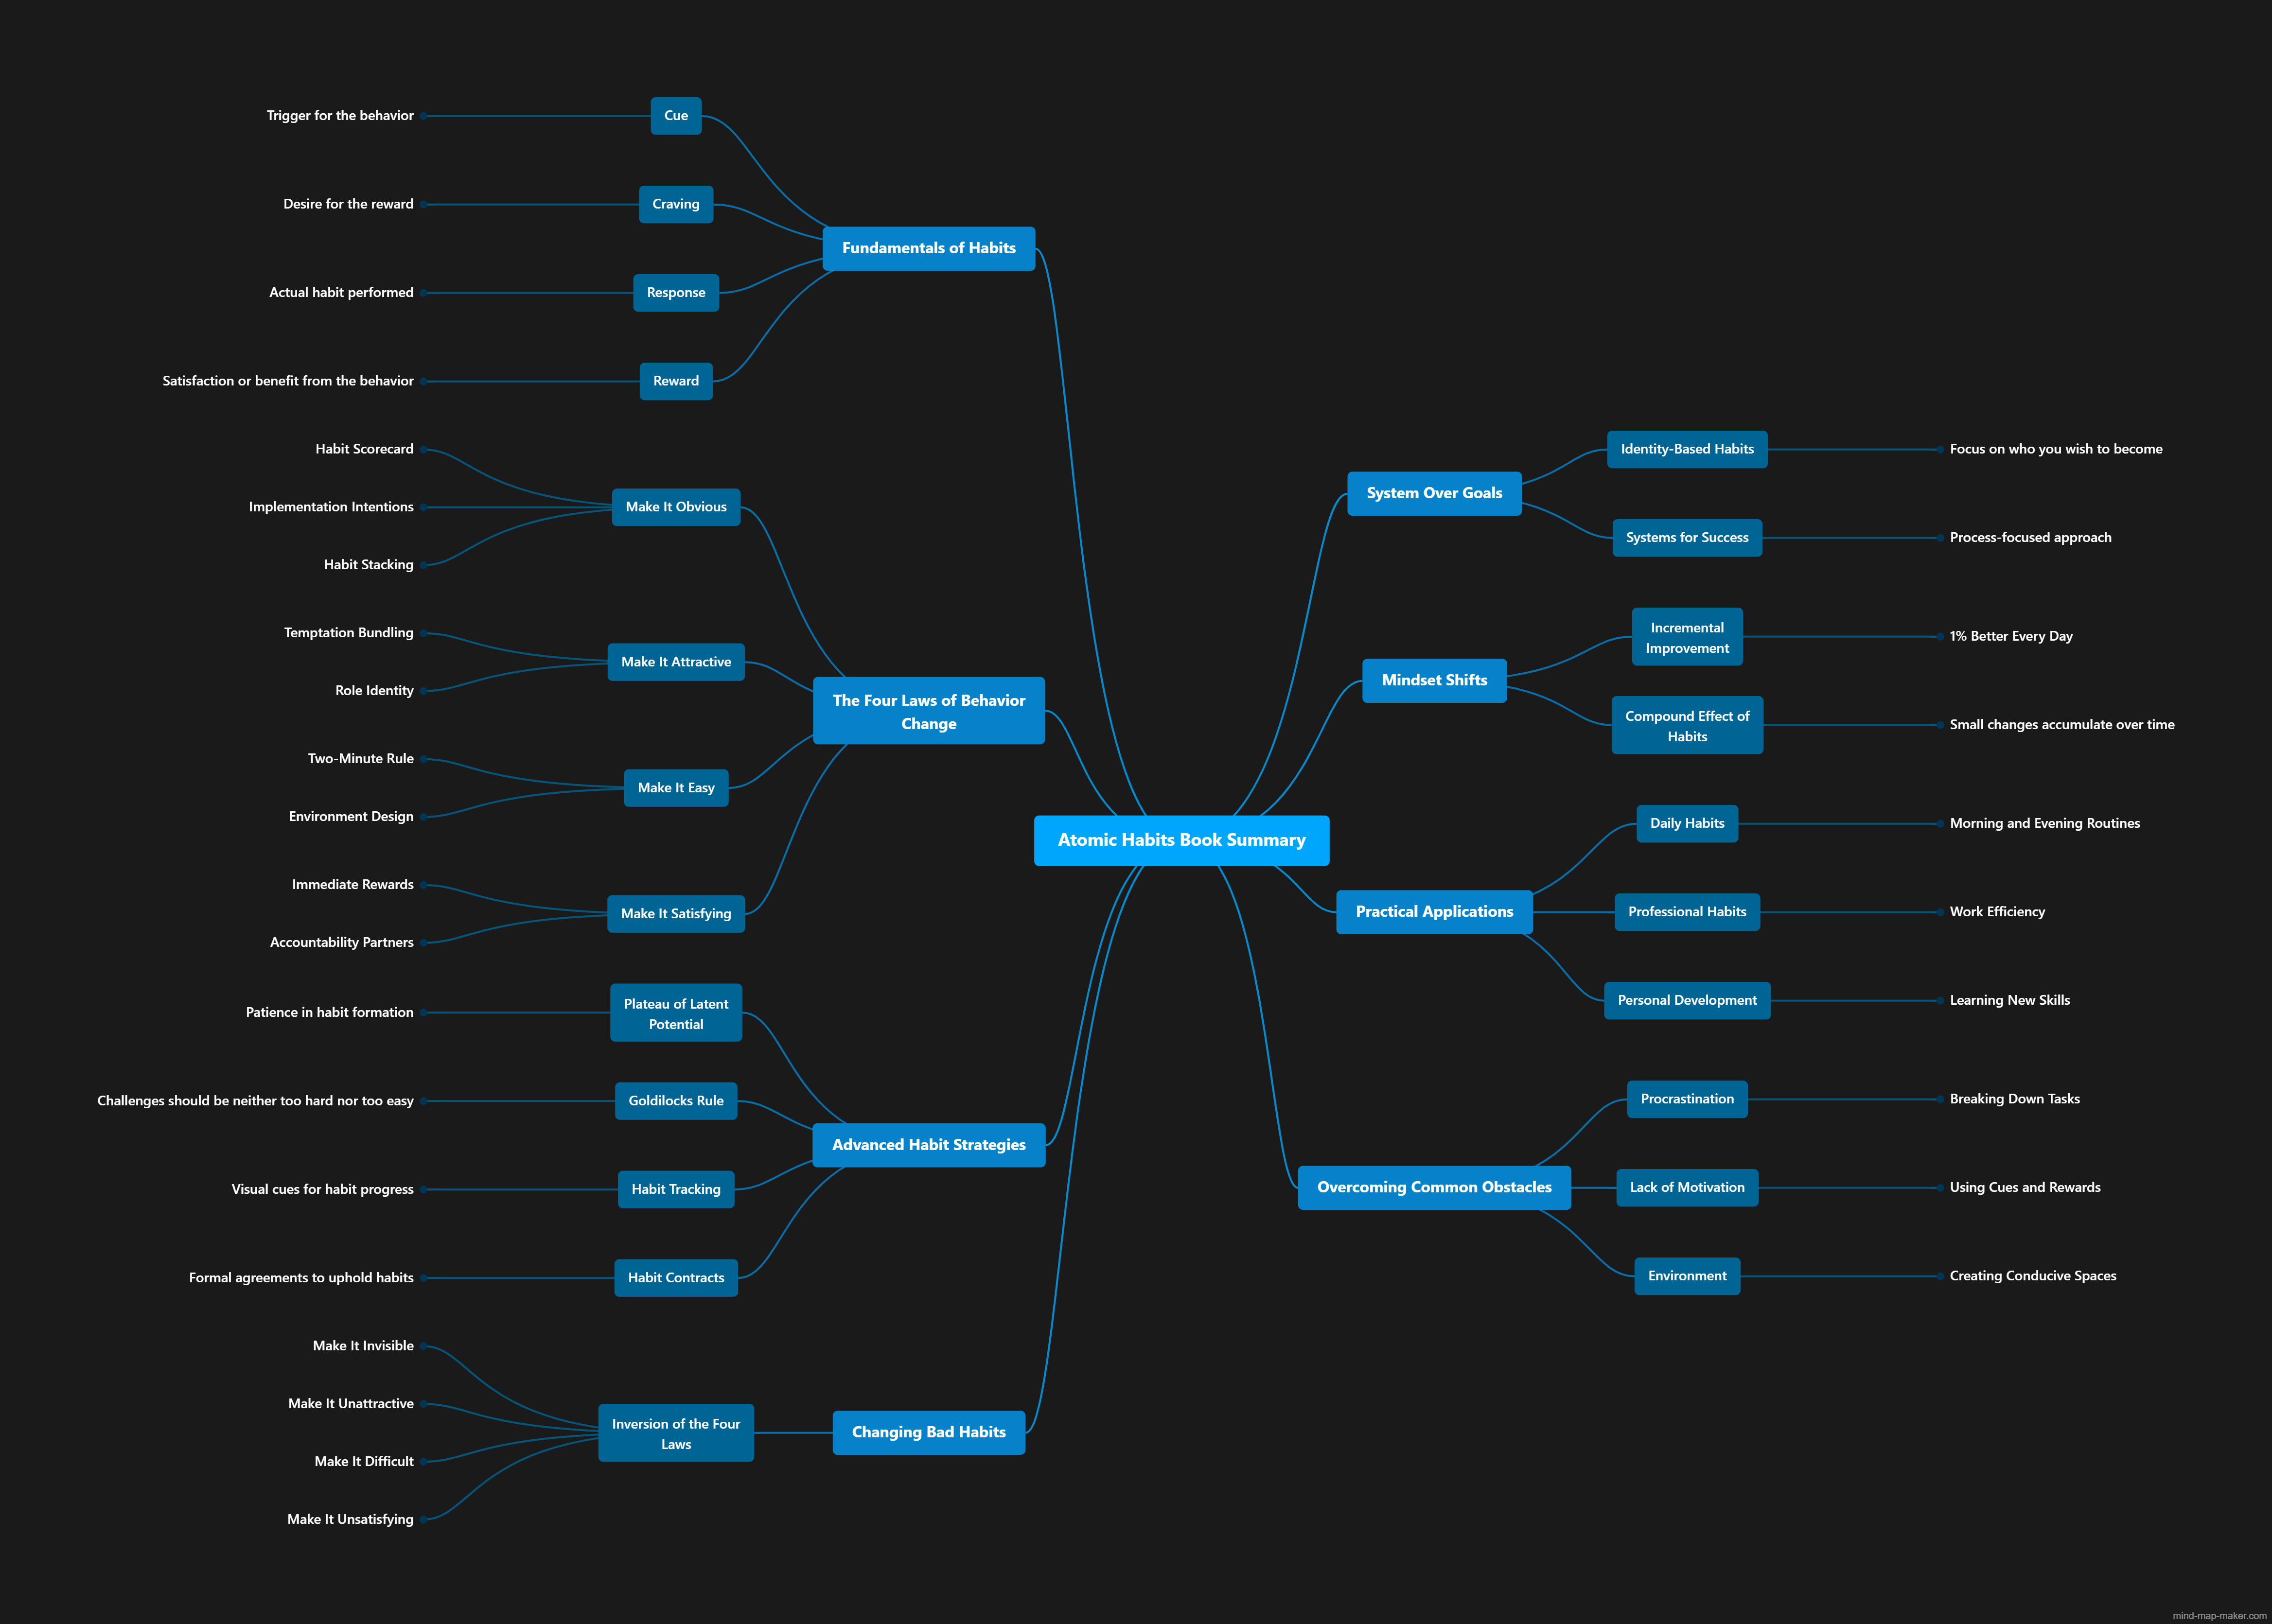 Atomic Habits Book Summary
Fundamentals of Habits
Cue
Trigger for the behavior
Craving
Desire for the reward
Response
Actual habit performed
Reward
Satisfaction or benefit from the behavior
The Four Laws of Behavior
Change
Make It Obvious
Habit Scorecard
Implementation Intentions
Habit Stacking
Make It Attractive
Temptation Bundling
Role Identity
Make It Easy
Two-Minute Rule
Environment Design
Make It Satisfying
Immediate Rewards
Accountability Partners
Advanced Habit Strategies
Plateau of Latent
Potential
Patience in habit formation
Goldilocks Rule
Challenges should be neither too hard nor too easy
Habit Tracking
Visual cues for habit progress
Habit Contracts
Formal agreements to uphold habits
Changing Bad Habits
Inversion of the Four
Laws
Make It Invisible
Make It Unattractive
Make It Difficult
Make It Unsatisfying
System Over Goals
Identity-Based Habits
Focus on who you wish to become
Systems for Success
Process-focused approach
Mindset Shifts
Incremental
Improvement
1% Better Every Day
Compound Effect of
Habits
Small changes accumulate over time
Practical Applications
Daily Habits
Morning and Evening Routines
Professional Habits
Work Efficiency
Personal Development
Learning New Skills
Overcoming Common Obstacles
Procrastination
Breaking Down Tasks
Lack of Motivation
Using Cues and Rewards
Environment
Creating Conducive Spaces
mind-map-maker.com